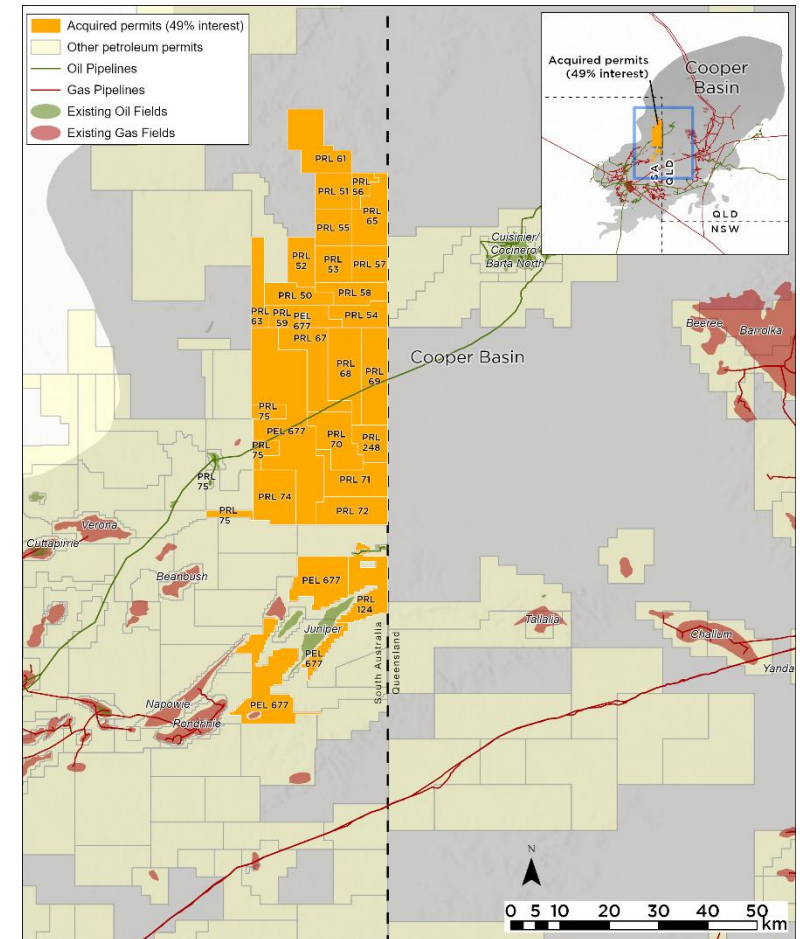 Acquired permits (49% interest)
Other petroleum permits
Oil Pipelines
Gas Pipelines
Existing Oil Fields
Existing Gas Fields
Acquired permits
(49% interest)
Cooper
Basin
SA
QLD
QLD
NSW
PRL 61
PRL 51
PRL
56
PRL
65
PRL 55
PRL
52
PRL
53
PRL 57
PRL 50
PRL 58
PRL
63
PRL
59
PEL
677
PRL 54
PRL 67
PRL
68
PRL
69
PRL
75
PEL 677
PRL
75
PRL
70
PRL
248
PRL
75
PRL 71
PRL 74
PRL 72
PRL
75
Cuisinier/
Cocinero/
Barta North
Beeree
Barrolka
Cooper Basin
Verona
Cuttapirrie
Beanbush
PEL 677
PRL
124
Juniper
PEL
677
South Australia
Queensland
Tallalia
Challum
Yanda
Napowie
Pondrinie
PEL 677
N
0 5 10 20 30 40 50
km